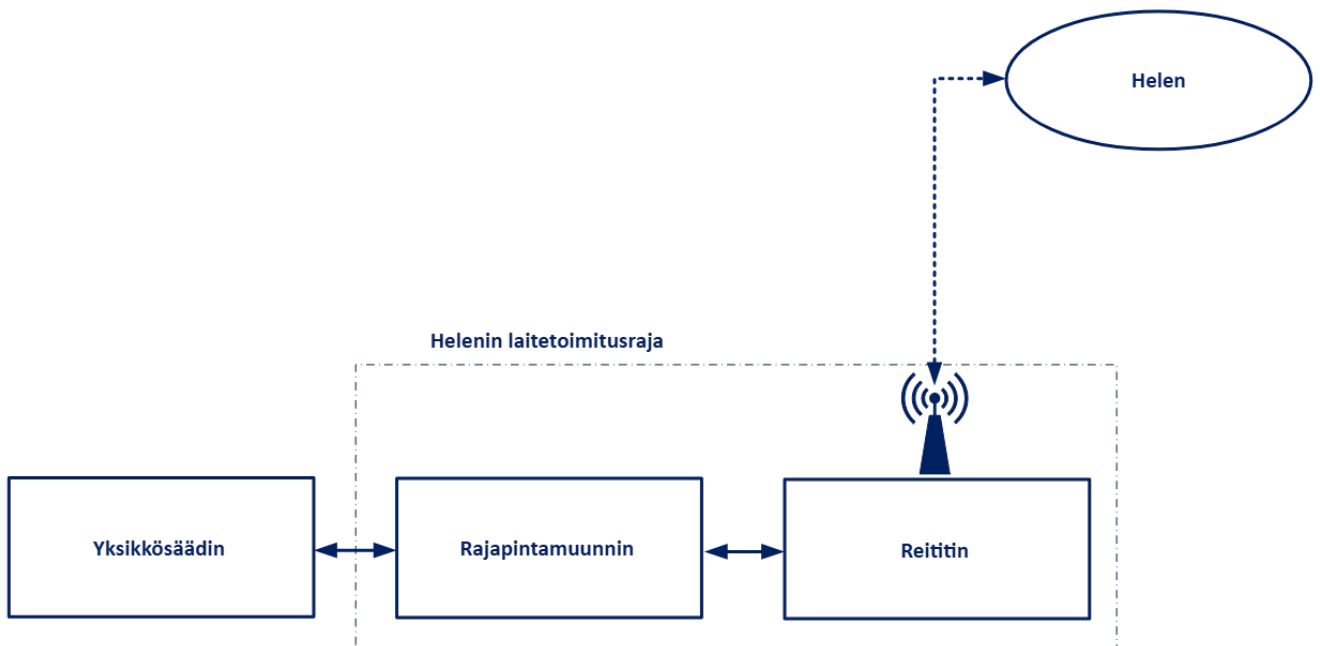 Helen
Helenin laitetoimitusraja
Yksikkösäädin
Rajapintamuunnin
Reititin